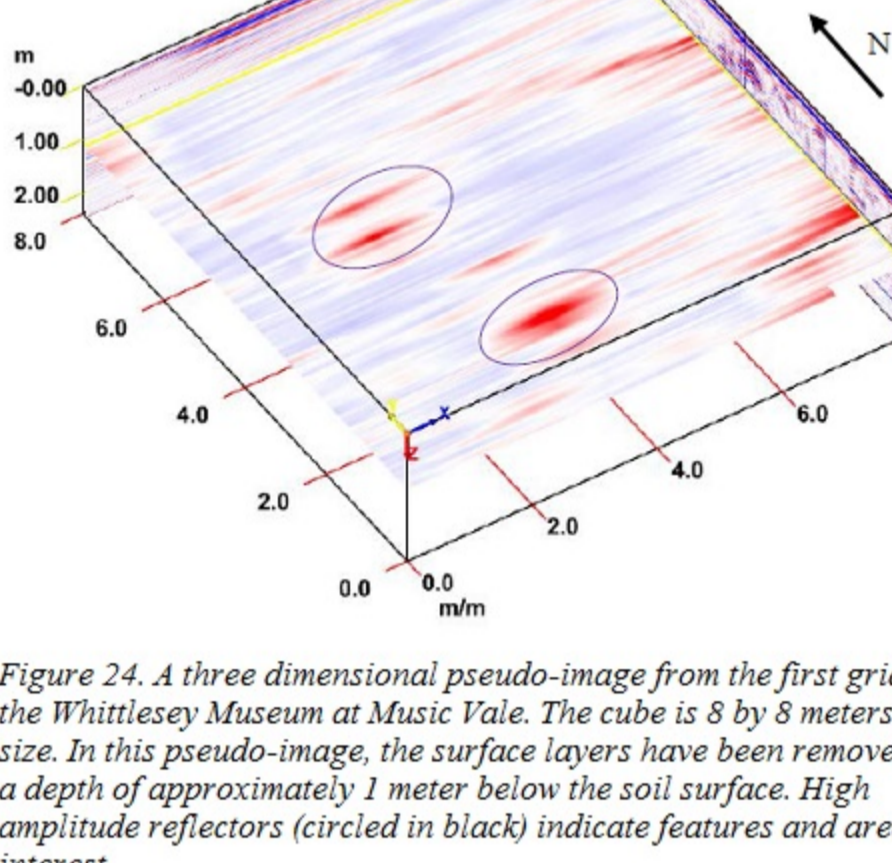 m
N
-0.00
1.00
2.00
8.0
6.0
4.0
2.0
0.0
Y
X
Z
6.0
4.0
2.0
0.0
m/m
Figure 24. A three dimensional pseudo-image from the first
the Whittlesey Museum at Music Vale. The cube is 8 by 8 meters
size. In this pseudo-image, the surface layers have been
a depth of approximately 1 meter below the soil surface. High
amplitude reflectors (circled in black) indicate features and